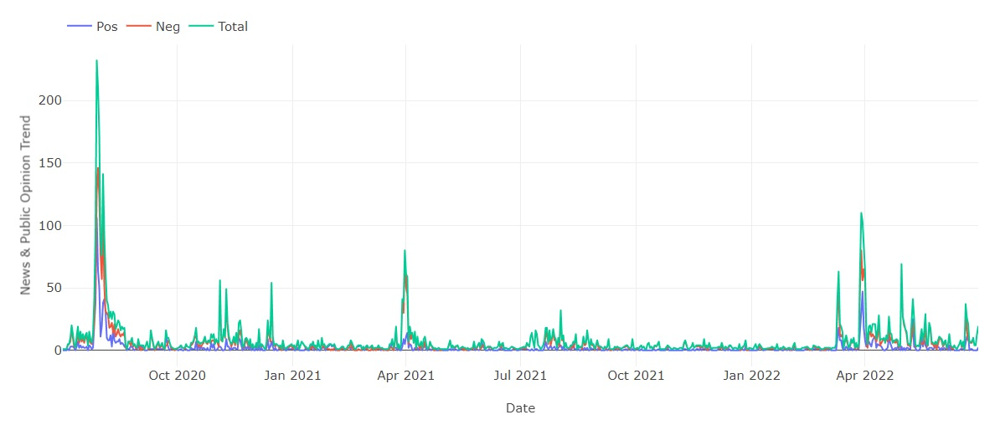 Pos Neg Total
News & Public Opinion Trend
200
150
100
50
0
Oct 2020 Jan 2021 Apr 2021 Jul 2021 Oct 2021 Jan 2022 Apr 2022
Date